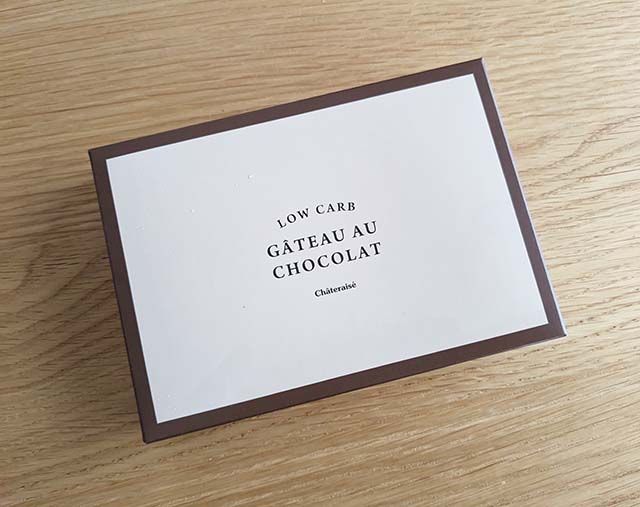 LOW CARB
GÂTEAU AU
CHOCOLAT
Châteraisé